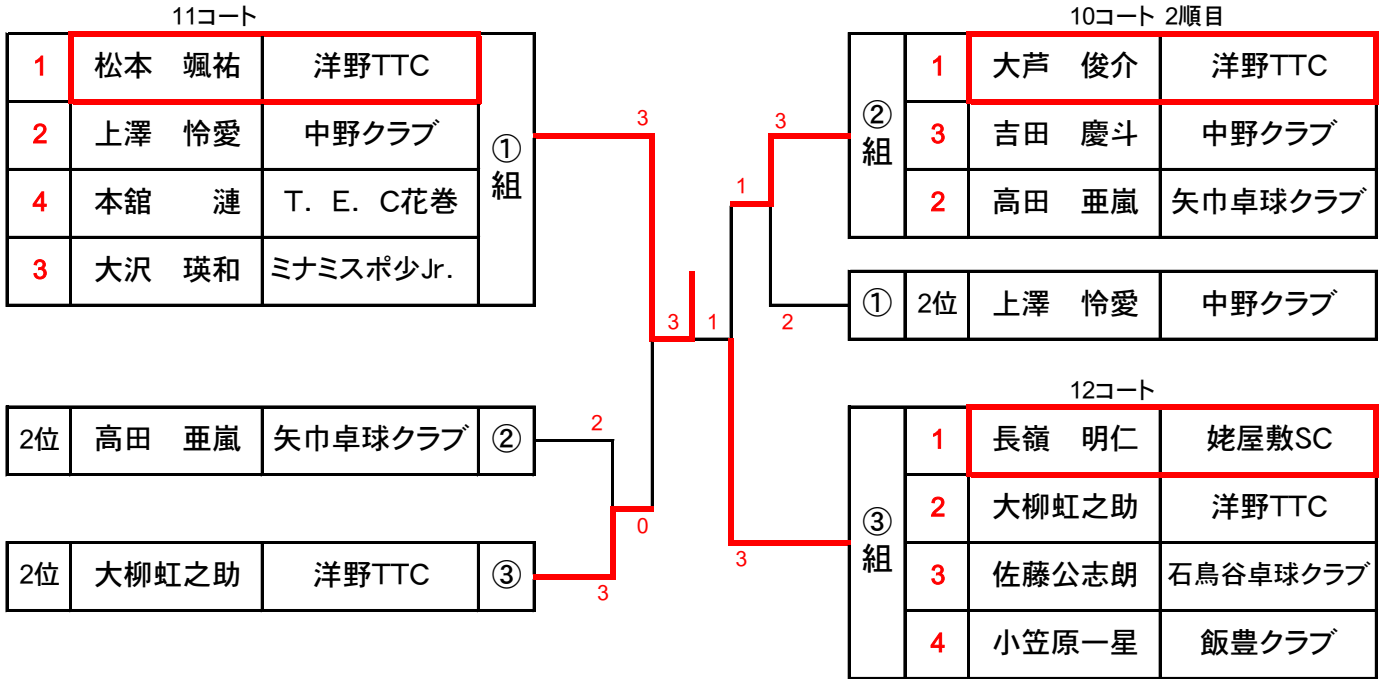 11コート
1 松本 颯祐 洋野TTC
2 上澤 怜愛 中野クラブ
4 本舘 漣 T. E. C花巻
3 大沢 瑛和 ミナミスポ少Jr.
①組
2位 高田 亜嵐 矢巾卓球クラブ ②
2位 大柳虹之助 洋野TTC ③
3
2
3
0
3
1
1
3
2
3
10コート 2順目
②組
1 大芦 俊介 洋野TTC
3 吉田 慶斗 中野クラブ
2 高田 亜嵐 矢巾卓球クラブ
① 2位 上澤 怜愛 中野クラブ
12コート
③組
1 長嶺 明仁 姥屋敷SC
2 大柳虹之助 洋野TTC
3 佐藤公志朗 石鳥谷卓球クラブ
4 小笠原一星 飯豊クラブ